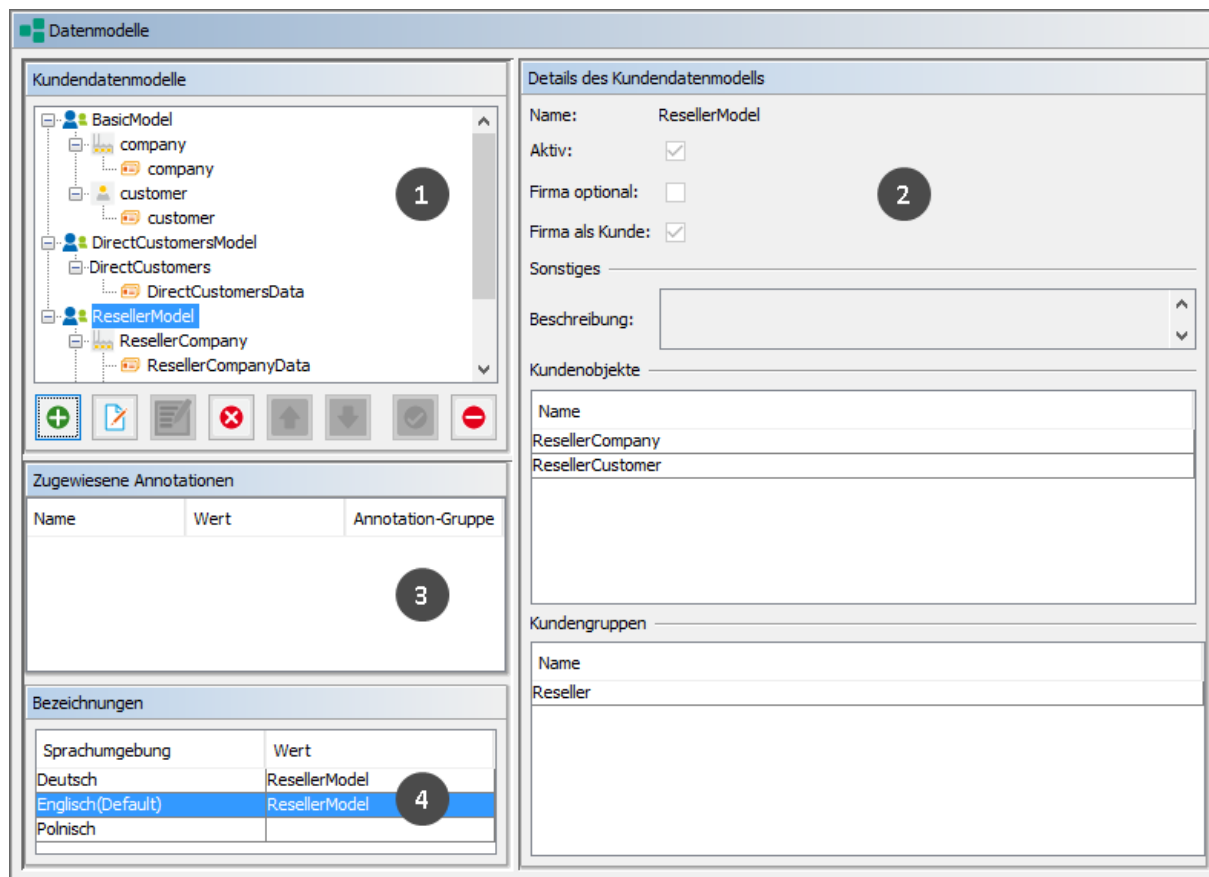 Datenmodelle
Kundendatenmodelle
BasicModel
company
company
customer
customer
DirectCustomersModel
DirectCustomers
DirectCustomersData
ResellerModel
ResellerCompany
ResellerCompanyData
1
Zugewiesene Annotationen
Name Wert Annotation-Gruppe
3
Bezeichnungen
Sprachumgebung Wert
Deutsch ResellerModel
Englisch(Default) ResellerModel
Polnisch
4
Details des Kundendatenmodells
Name: ResellerModel
Aktiv:
Firma optional:
2
Firma als Kunde:
Sonstiges
Beschreibung:
Kundenobjekte
Name
ResellerCompany
ResellerCustomer
Kundengruppen
Name
Reseller